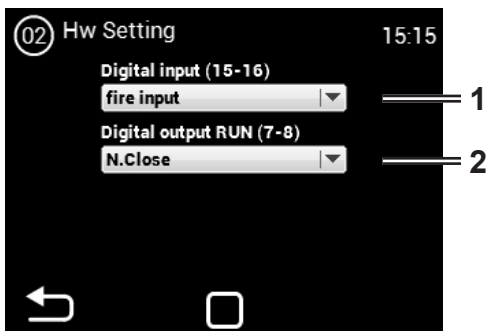 02 Hw Setting 15:15
Digital input (15-16)
fire input
1
Digital output RUN (7-8)
N.Close
2